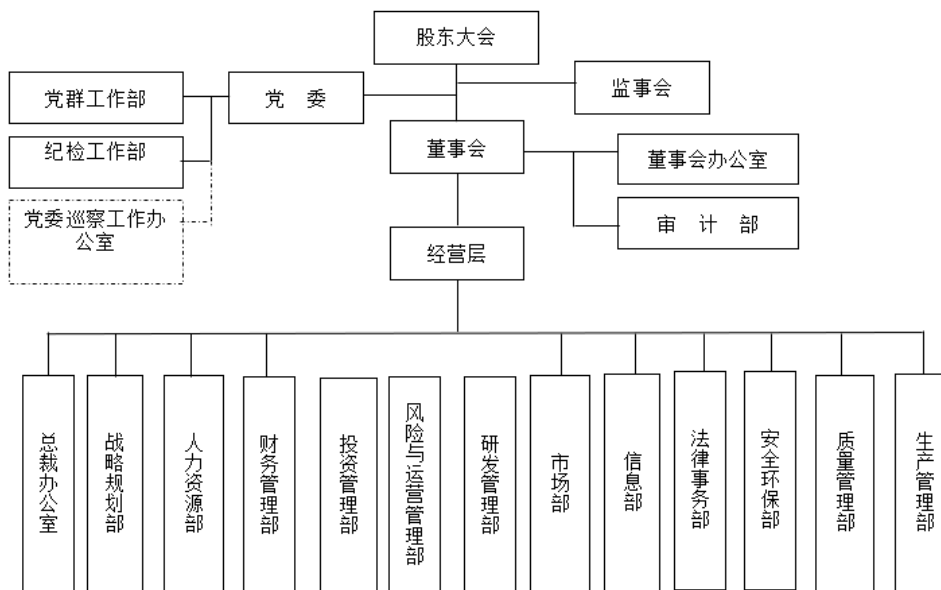 股东大会
监事会
党群工作部
党 委
纪检工作部
董事会
董事会办公室
党委巡察工作办
公室
审 计 部
经营层
总裁办公室
战略规划部
人力资源部
财务管理部
投资管理部
风险与运营管理部
研发管理部
市场部
信息部
法律事务部
安全环保部
质量管理部
生产管理部